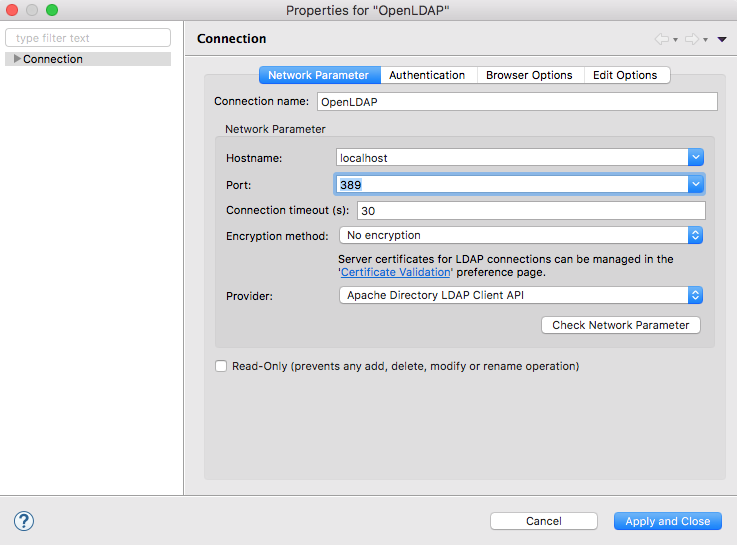 Properties for "OpenLDAP"
type filter text
Connection
Connection
Network Parameter Authentication Browser Options Edit Options
Connection name: OpenLDAP
Network Parameter
Hostname: localhost
Port: 389
Connection timeout (s): 30
Encryption method: No encryption
Server certificates for LDAP connections can be managed in the
'Certificate Validation' preference page.
Provider: Apache Directory LDAP Client API
Check Network Parameter
Read-Only (prevents any add, delete, modify or rename operation)
? Cancel Apply and Close